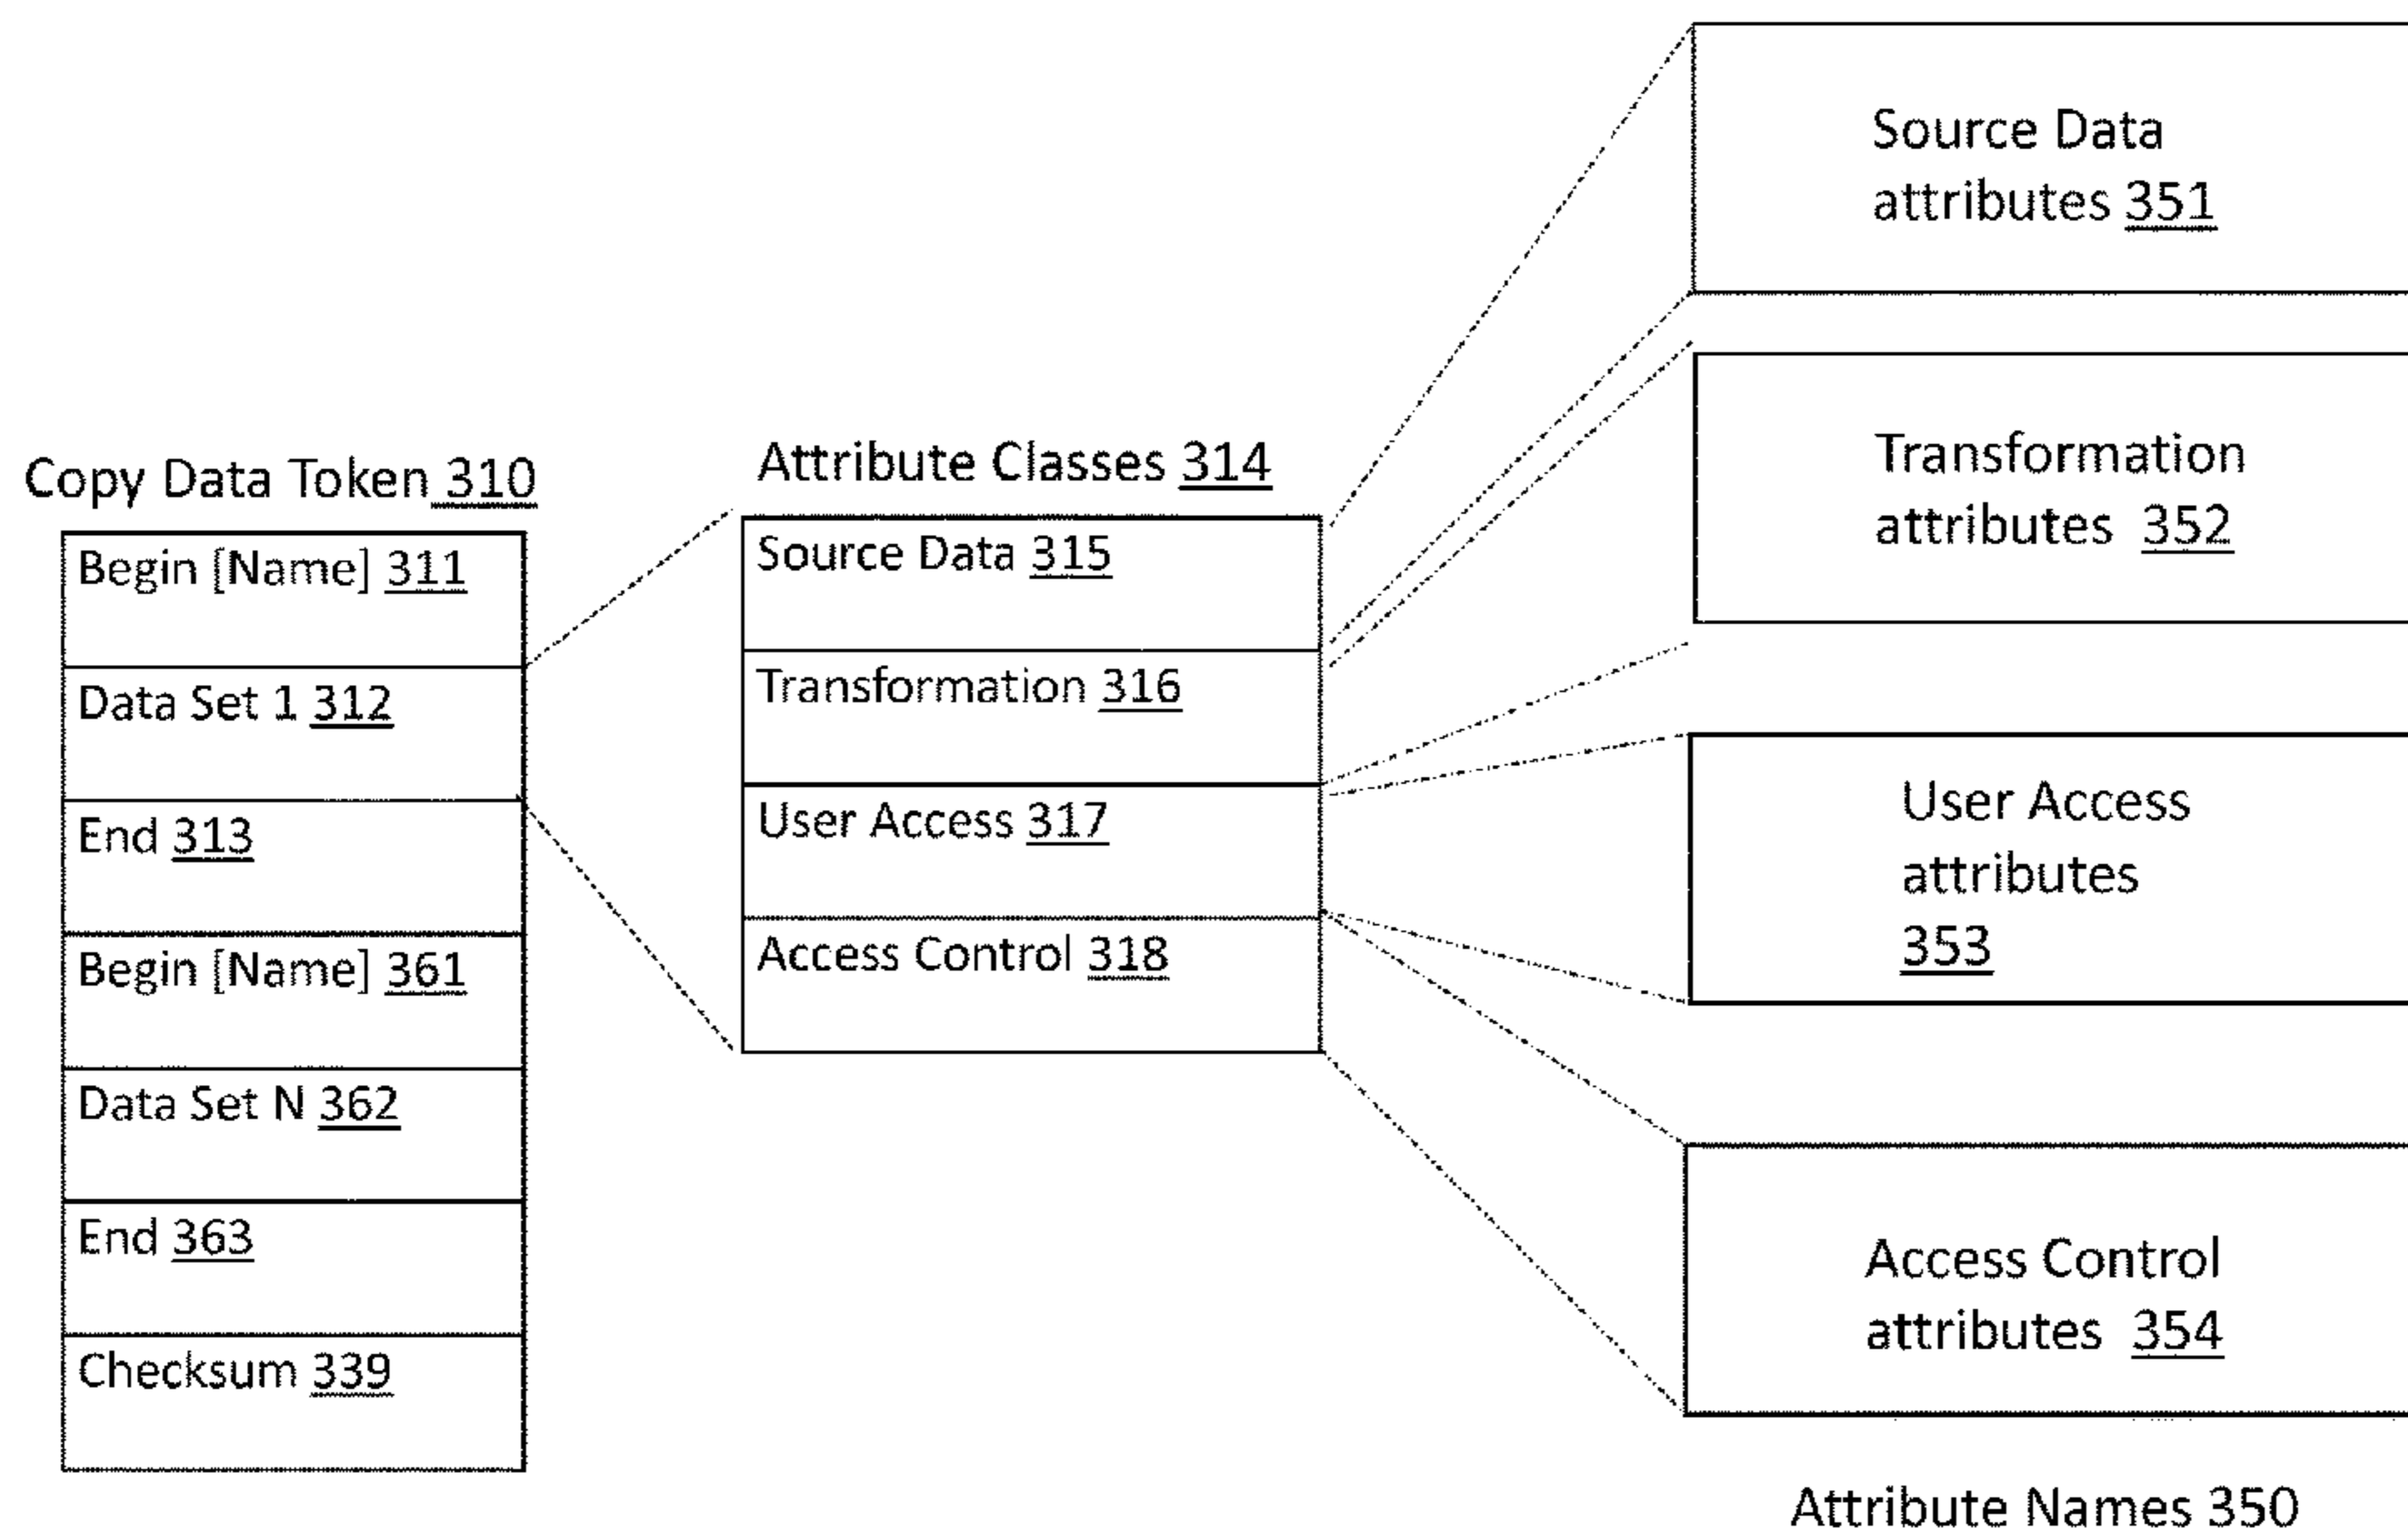 Copy Data Token 310
Begin [Name] 311
Data Set 1 312
End 313
Begin [Name] 361
Data Set N 362
End 363
Checksum 339
Attribute Classes 314
Source Data 315
Transformation 316
User Access 317
Access Control 318
Source Data
attributes 351
Transformation
attributes 352
User Access
attributes
353
Access Control
attributes 354
Attribute Names 350